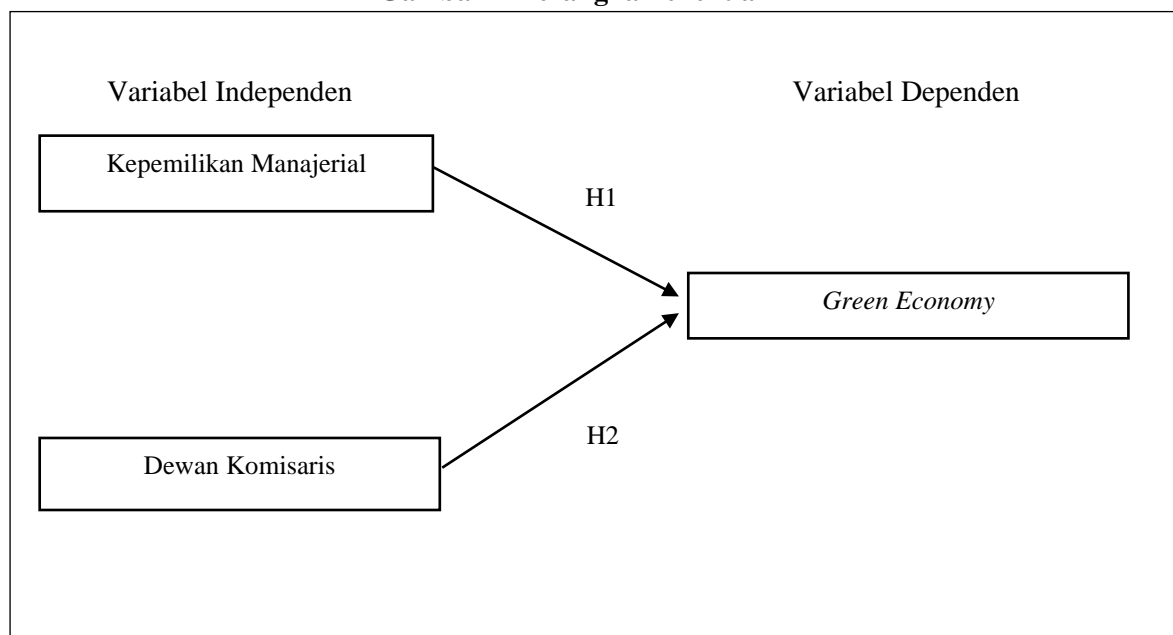 Variabel Independen
Variabel Dependen
Kepemilikan Manajerial
H1
Green Economy
H2
Dewan Komisaris